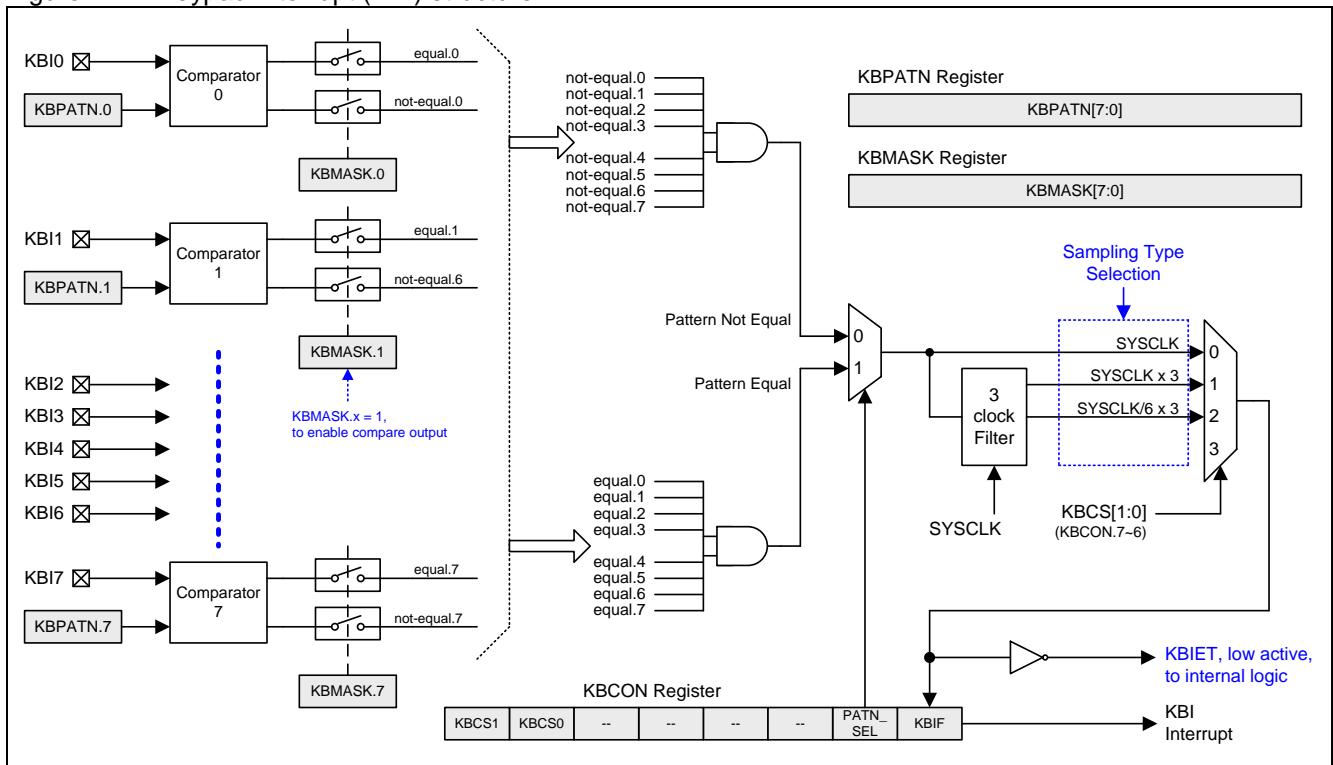 KBI0
KBPATN.0
Comparator
0
equal.0
not-equal.0
KBMASK.0
KBI1
KBPATN.1
Comparator
1
equal.1
not-equal.6
KBMASK.1
KBMASK.x = 1,
to enable compare output
KBI2
KBI3
KBI4
KBI5
KBI6
KBI7
KBPATN.7
Comparator
7
equal.7
not-equal.7
KBMASK.7
not-equal.0
not-equal.1
not-equal.2
not-equal.3
not-equal.4
not-equal.5
not-equal.6
not-equal.7
equal.0
equal.1
equal.2
equal.3
equal.4
equal.5
equal.6
equal.7
KBPATN Register
KBPATN[7:0]
KBMASK Register
KBMASK[7:0]
Pattern Not Equal
Pattern Equal
0
1
Sampling Type
Selection
SYSCLK
SYSCLK x 3
SYSCLK/6 x 3
3
clock
Filter
SYSCLK
0
1
2
3
KBCS[1:0]
(KBCON.7~6)
KBIET, low active,
to internal logic
KBCON Register
KBCS1 KBCS0 -- -- -- -- PATN_ KBIF
SEL
KBI
Interrupt